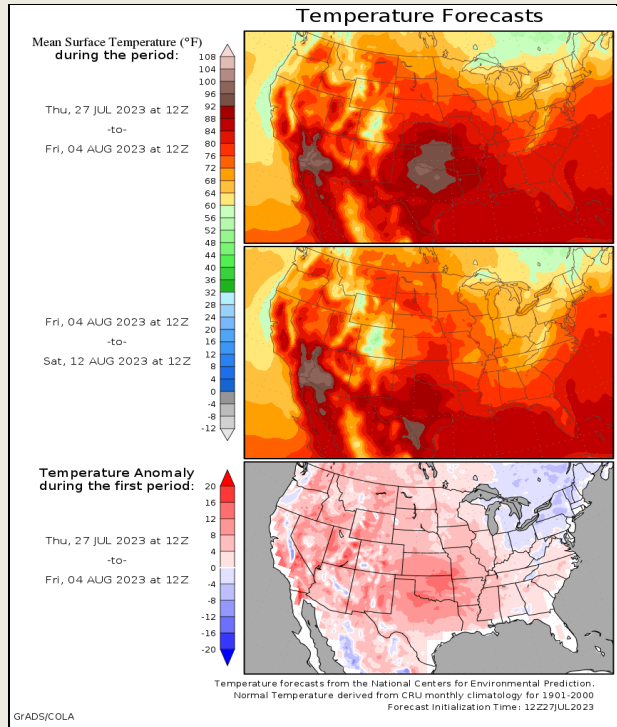 Temperature Forecasts
Mean Surface Temperature (°F)
during the period:
Thu, 27 JUL 2023 at 12Z
-to-
Fri, 04 AUG 2023 at 12Z
108
104
100
96
92
88
84
80
76
72
68
64
60
56
52
48
44
40
36
32
28
24
20
16
12
8
4
0
-4
-8
-12
Fri, 04 AUG 2023 at 12Z
-to-
Sat, 12 AUG 2023 at 12Z
Temperature Anomaly
during the first period:
Thu, 27 JUL 2023 at 12Z
-to-
Fri, 04 AUG 2023 at 12Z
20
16
12
8
4
0
-4
-8
-12
-16
-20
Temperature forecasts from the National Centers for Environmental Prediction.
Normal Temperature derived from CRU monthly climatology for 1901-2000
Forecast Initialization Time: 12Z27JUL2023
GrADS/COLA